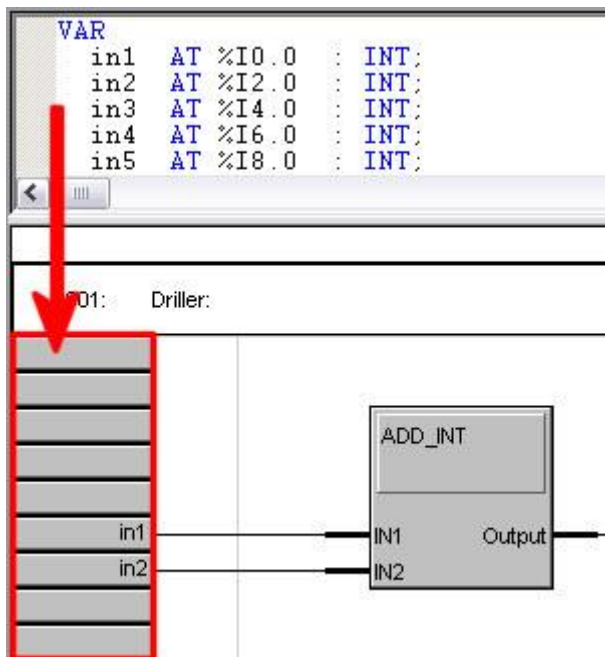 VAR
in1 AT %I0.0 : INT;
in2 AT %I2.0 : INT;
in3 AT %I4.0 : INT;
in4 AT %I6.0 : INT;
in5 AT %I8.0 : INT;
001: Driller:
ADD_INT
in1 IN1 Output
in2 IN2